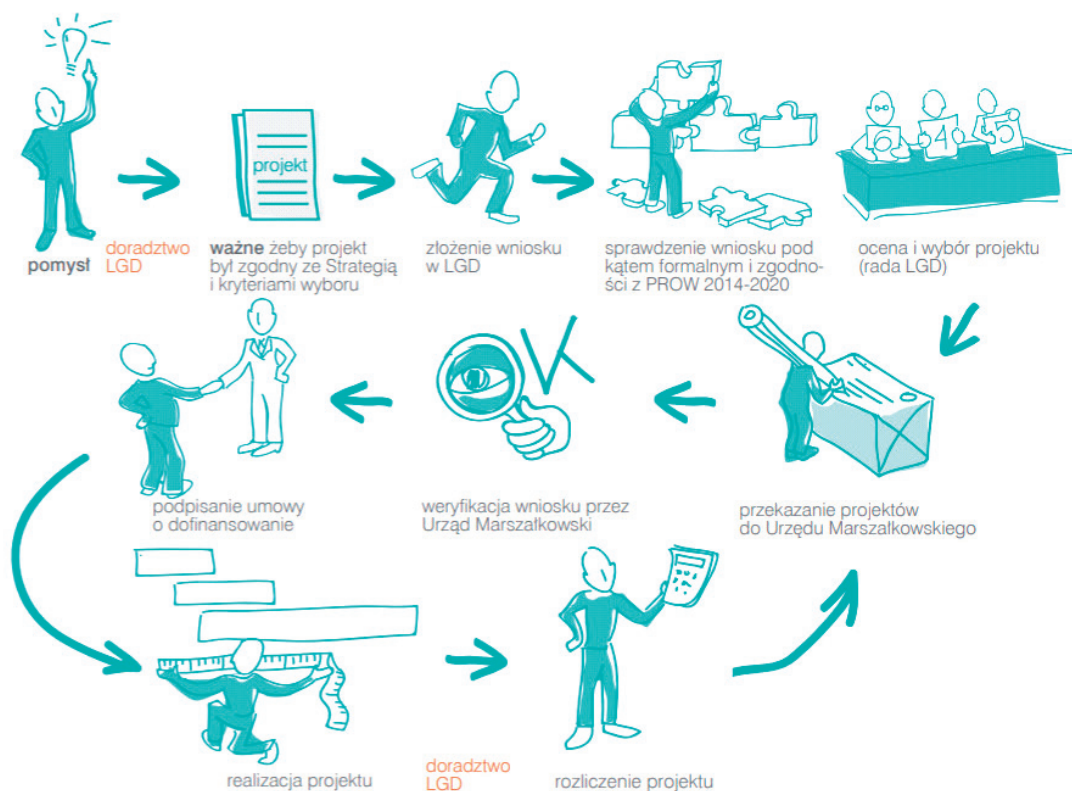 projekt
6 4 5
pomysł
doradztwo
LGD
ważne żeby projekt
był zgodny ze Strategią
i kryteriami wyboru
złożenie wniosku
w LGD
sprawdzenie wniosku pod
kątem formalnym i zgodno-
ści z PROW 2014-2020
ocena i wybór projektu
(rada LGD)
podpisanie umowy
o dofinansowanie
OK
weryfikacja wniosku przez
Urząd Marszałkowski
przekazanie projektów
do Urzędu Marszałkowskiego
realizacja projektu
doradztwo
LGD
rozliczenie projektu